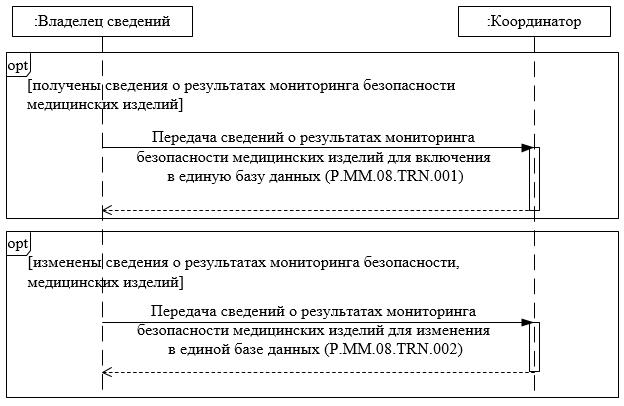 :Владелец сведений
:Координатор
opt
[получены сведения о результатах мониторинга безопасности
медицинских изделий]
Передача сведений о результатах мониторинга
безопасности медицинских изделий для включения
в единую базу данных (P.MM.08.TRN.001)
opt
[изменены сведения о результатах мониторинга безопасности,
медицинских изделий]
Передача сведений о результатах мониторинга
безопасности медицинских изделий для изменения
в единой базе данных (P.MM.08.TRN.002)